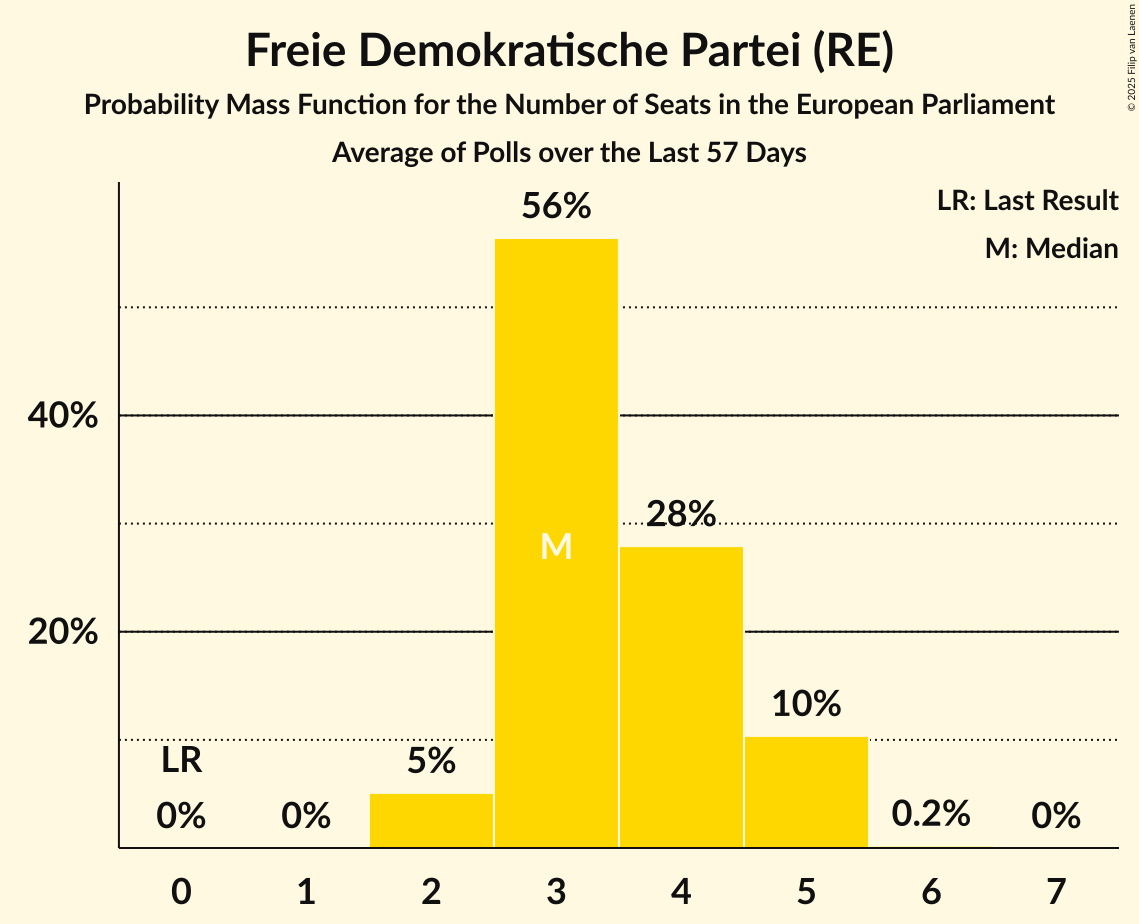 Freie Demokratische Partei (RE)
Probability Mass Function for the Number of Seats in the European Parliament
Average of Polls over the Last 57 Days
© 2025 Filip van Laenen
LR: Last Result
M: Median
56%
40%
28%
M
20%
10%
LR
5%
0%
0%
0.2%
0%
0 1 2 3 4 5 6 7